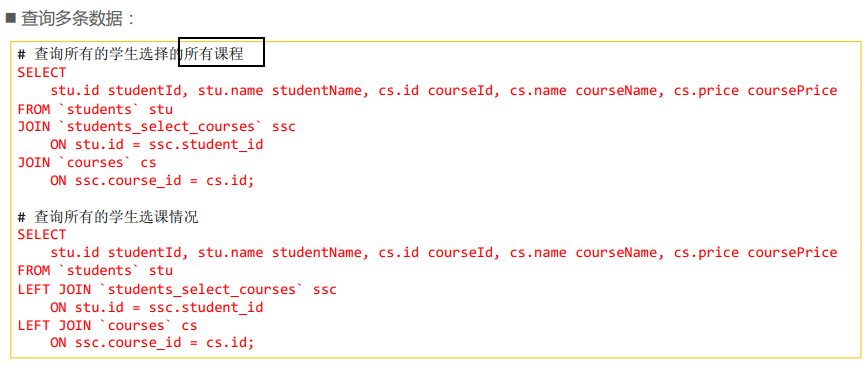 ■ 查询多条数据：
# 查询所有的学生选择的所有课程
SELECT
    stu.id studentId, stu.name studentName, cs.id courseId, cs.name courseName, cs.price coursePrice
FROM `students` stu
JOIN `students_select_courses` ssc
    ON stu.id = ssc.student_id
JOIN `courses` cs
    ON ssc.course_id = cs.id;
# 查询所有的学生选课情况
SELECT
    stu.id studentId, stu.name studentName, cs.id courseId, cs.name courseName, cs.price coursePrice
FROM `students` stu
LEFT JOIN `students_select_courses` ssc
    ON stu.id = ssc.student_id
LEFT JOIN `courses` cs
    ON ssc.course_id = cs.id;